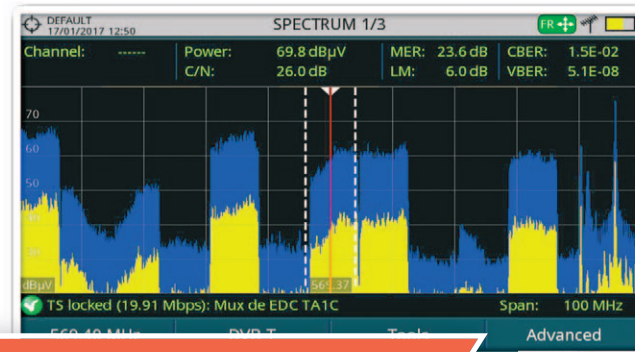 DEFAULT
17/01/2017 12:50
SPECTRUM 1/3
FR
Channel: ------ Power: 69.8 dBµV MER: 23.6 dB CBER: 1.5E-02
C/N: 26.0 dB LM: 6.0 dB VBER: 5.1E-08
70
60
50
dBµV
569.37
TS locked (19.91 Mbps): Mux de EDC TA1C Span: 100 MHz
Advanced